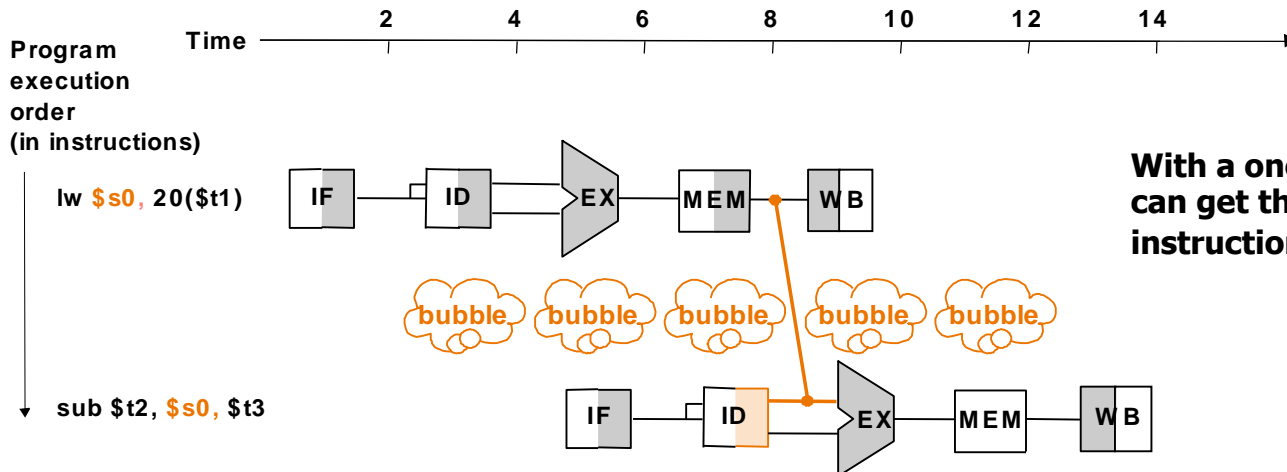 2 4 6 8 10 12 14
Time
Program
execution
order
(in instructions)
lw $s0, 20($t1)
IF ID EX MEM WB
With a one
can get th
instruction
bubble bubble bubble bubble bubble
sub $t2, $s0, $t3
IF ID EX MEM WB